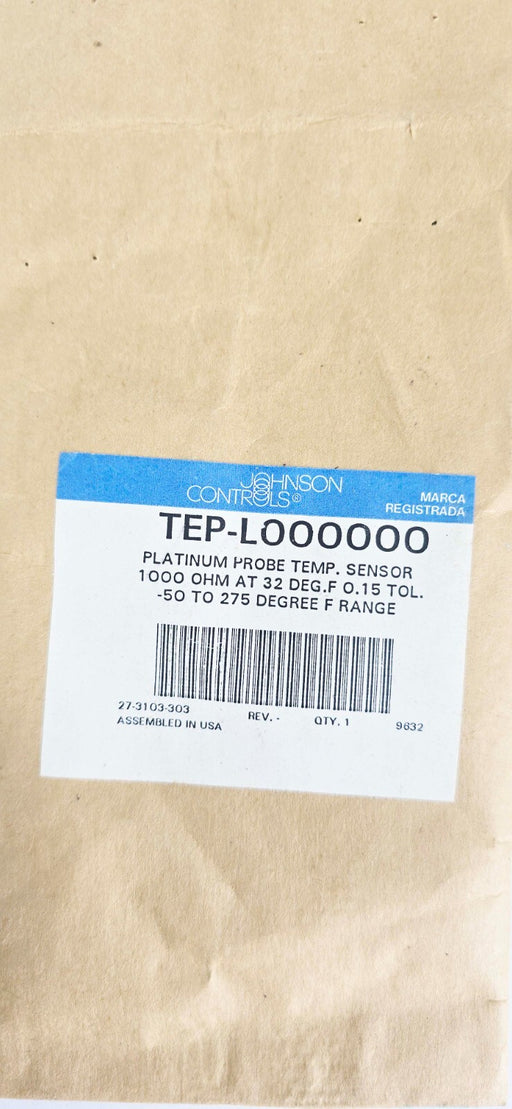 JOHNSON
CONTROLS®
MARCA
REGISTRADA
TEP-L000000
PLATINUM PROBE TEMP. SENSOR
1000 OHM AT 32 DEG.F 0.15 TOL.
-50 TO 275 DEGREE F RANGE
27-3103-303 REV. - QTY. 1 9632
ASSEMBLED IN USA